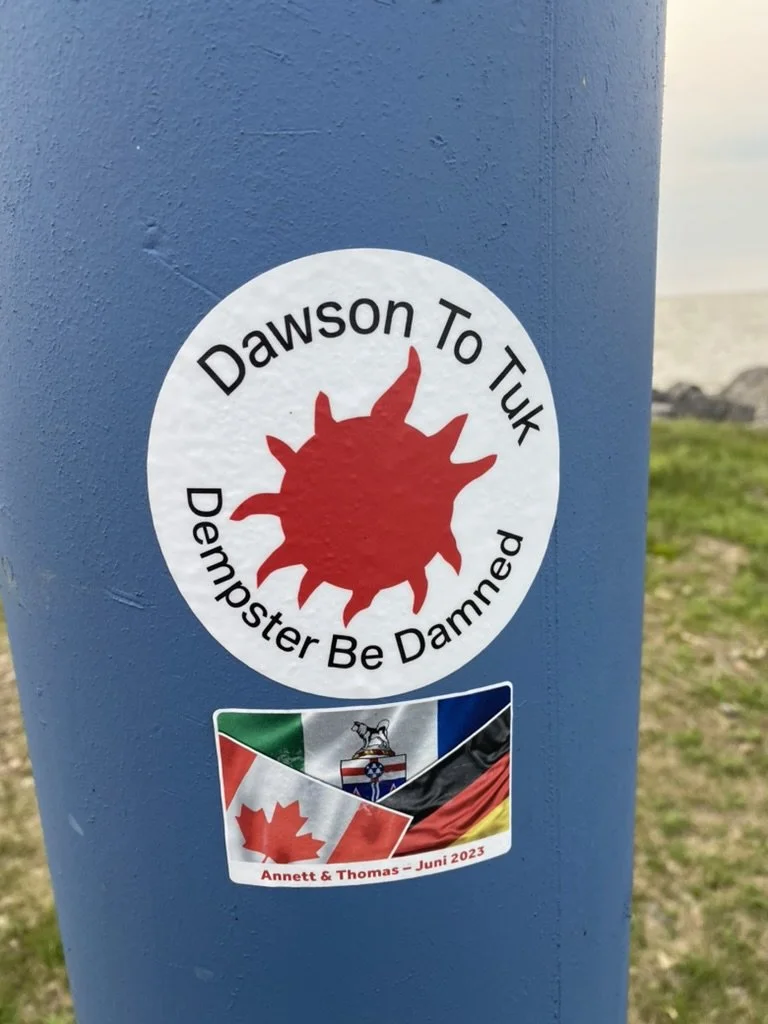 Dawson To Tuk
Dempster Be Damned
Annett & Thomas – Juni 2023